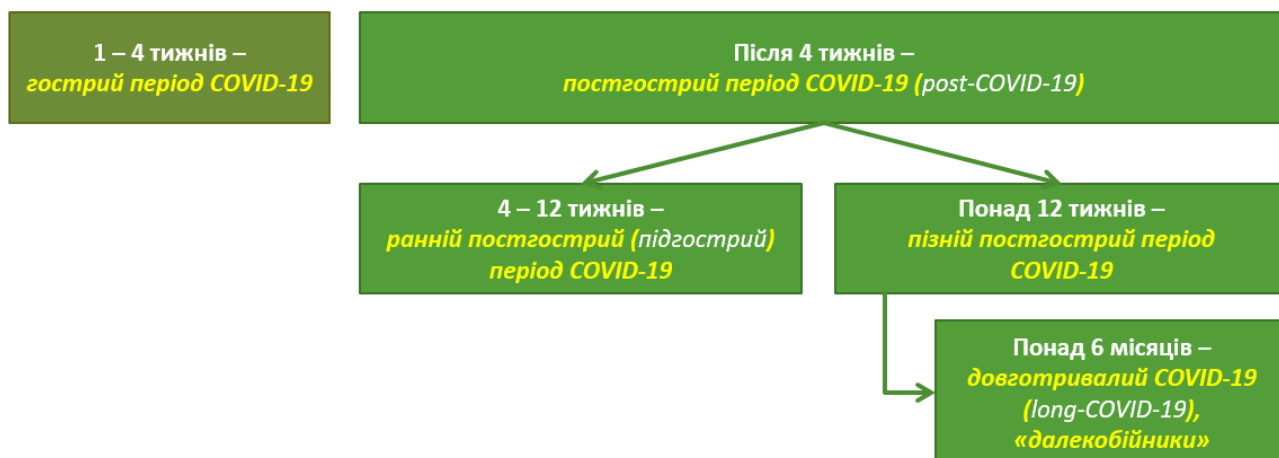 1 – 4 тижнів –
гострий період COVID-19
Після 4 тижнів –
постгострий період COVID-19 (post-COVID-19)
4 – 12 тижнів –
ранній постгострий (підгострий)
період COVID-19
Понад 12 тижнів –
пізній постгострий період
COVID-19
Понад 6 місяців –
довготривалий COVID-19
(long-COVID-19),
«далекобійники»